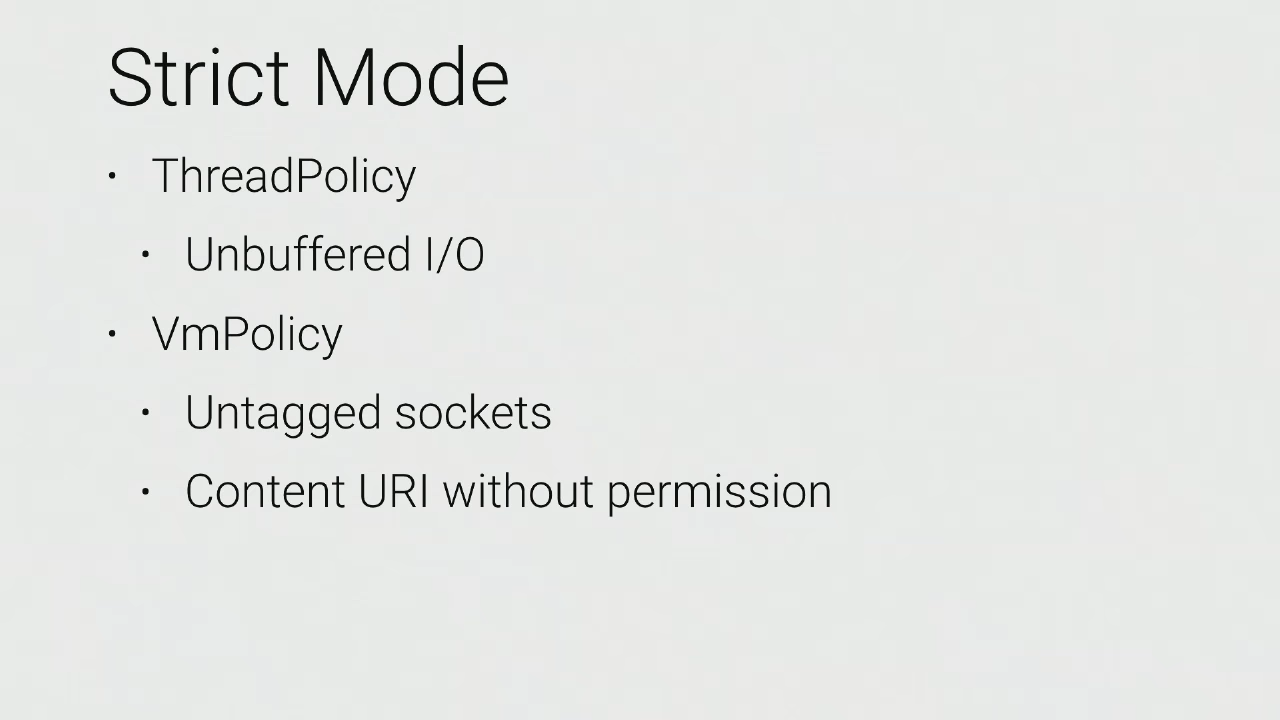 Strict Mode
• ThreadPolicy
• Unbuffered I/O
• VmPolicy
• Untagged sockets
• Content URI without permission